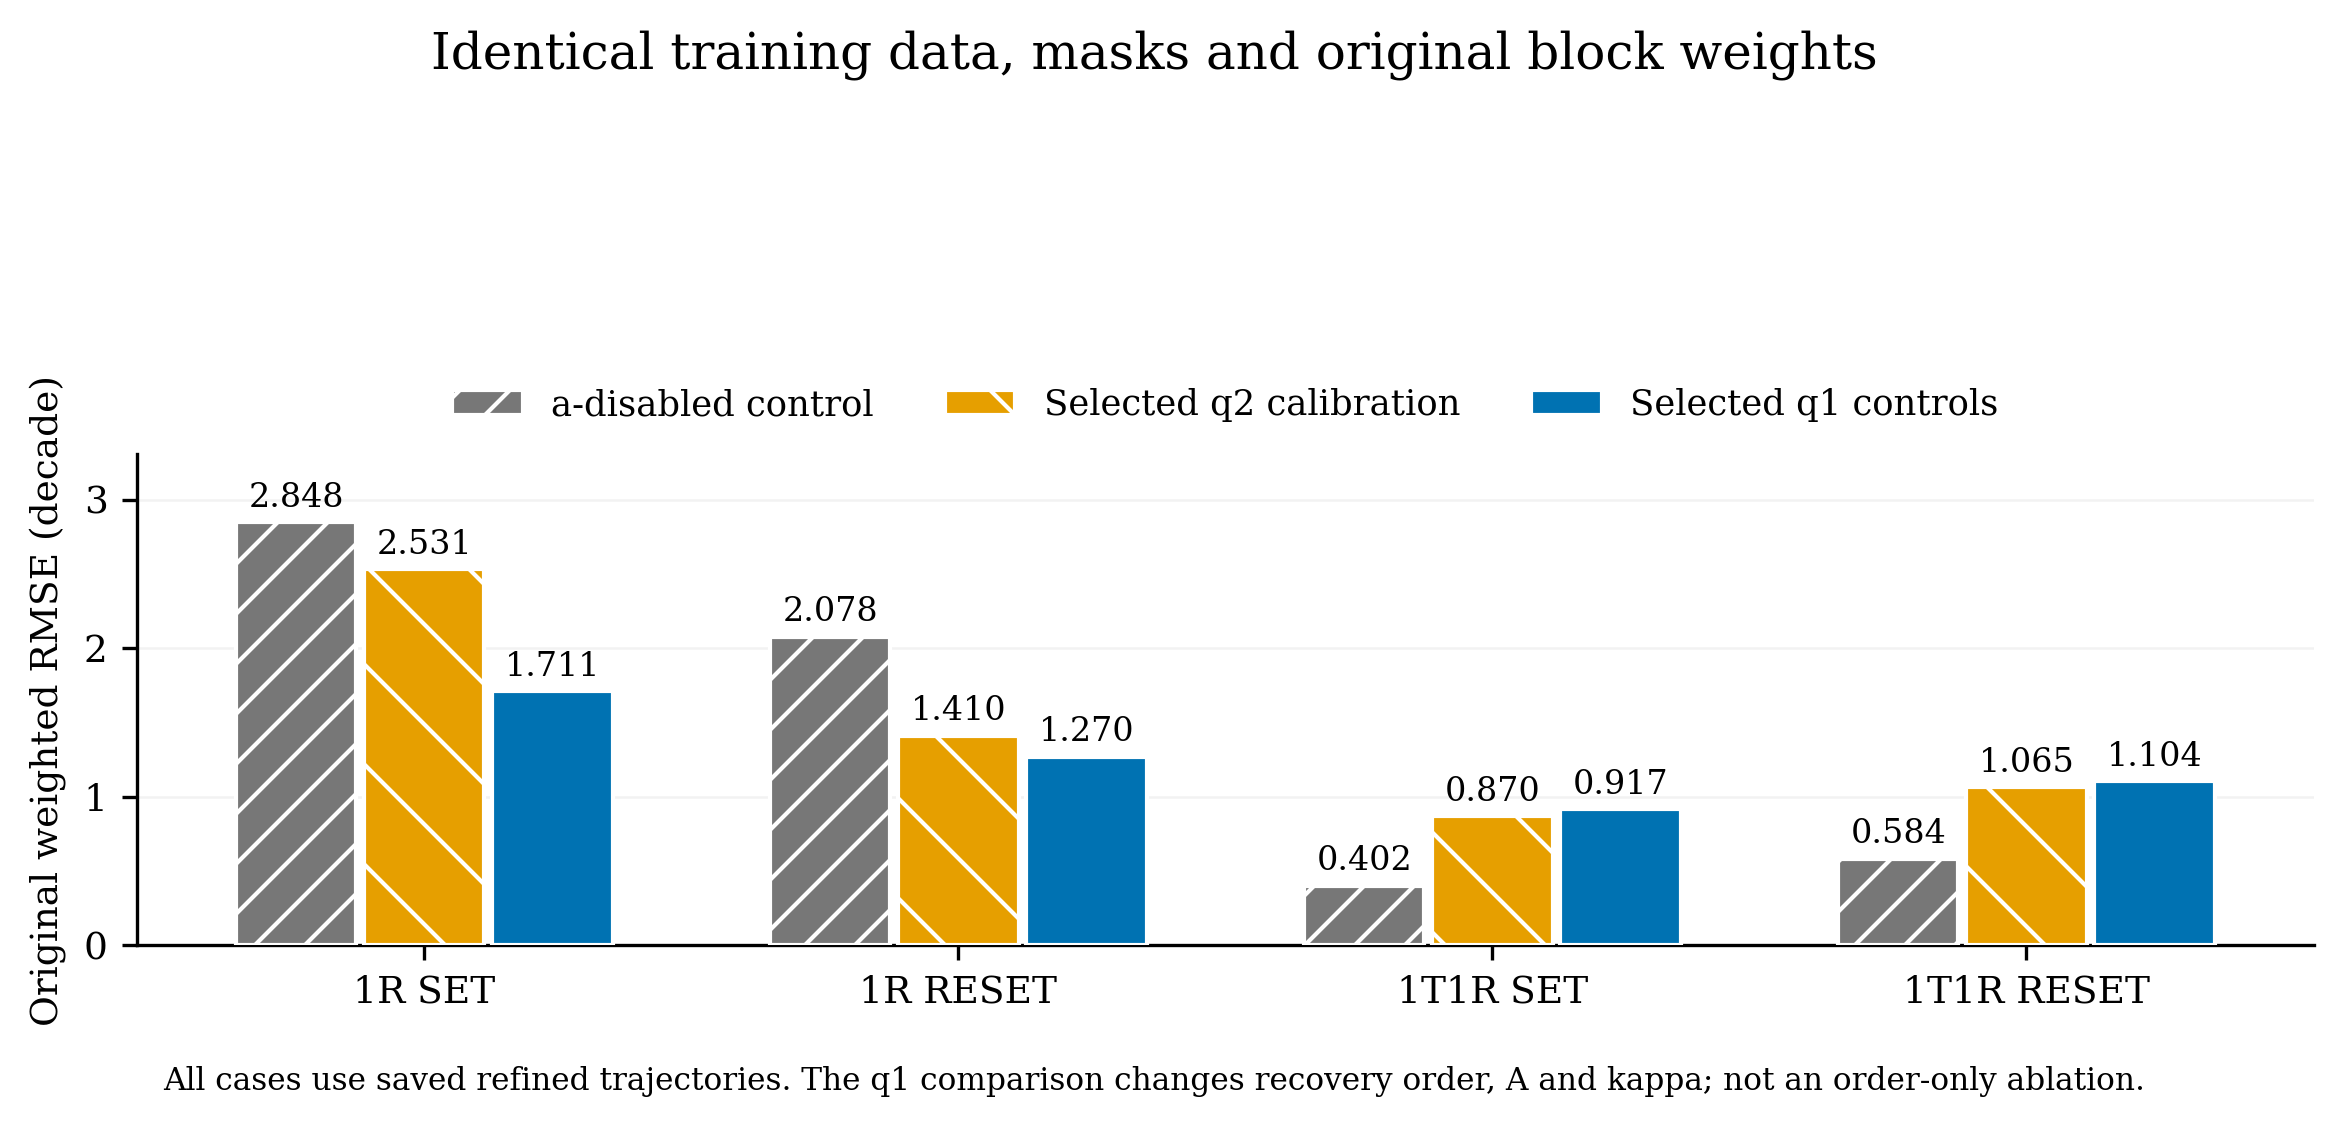 Identical training data, masks and original block weights
a-disabled control
Selected q2 calibration
Selected q1 controls
Original weighted RMSE (decade)
3
2
1
0
2.848
2.531
1.711
2.078
1.410
1.270
0.402
0.870
0.917
0.584
1.065
1.104
1R SET
1R RESET
1T1R SET
1T1R RESET
All cases use saved refined trajectories. The q1 comparison changes recovery order, A and kappa; not an order-only ablation.